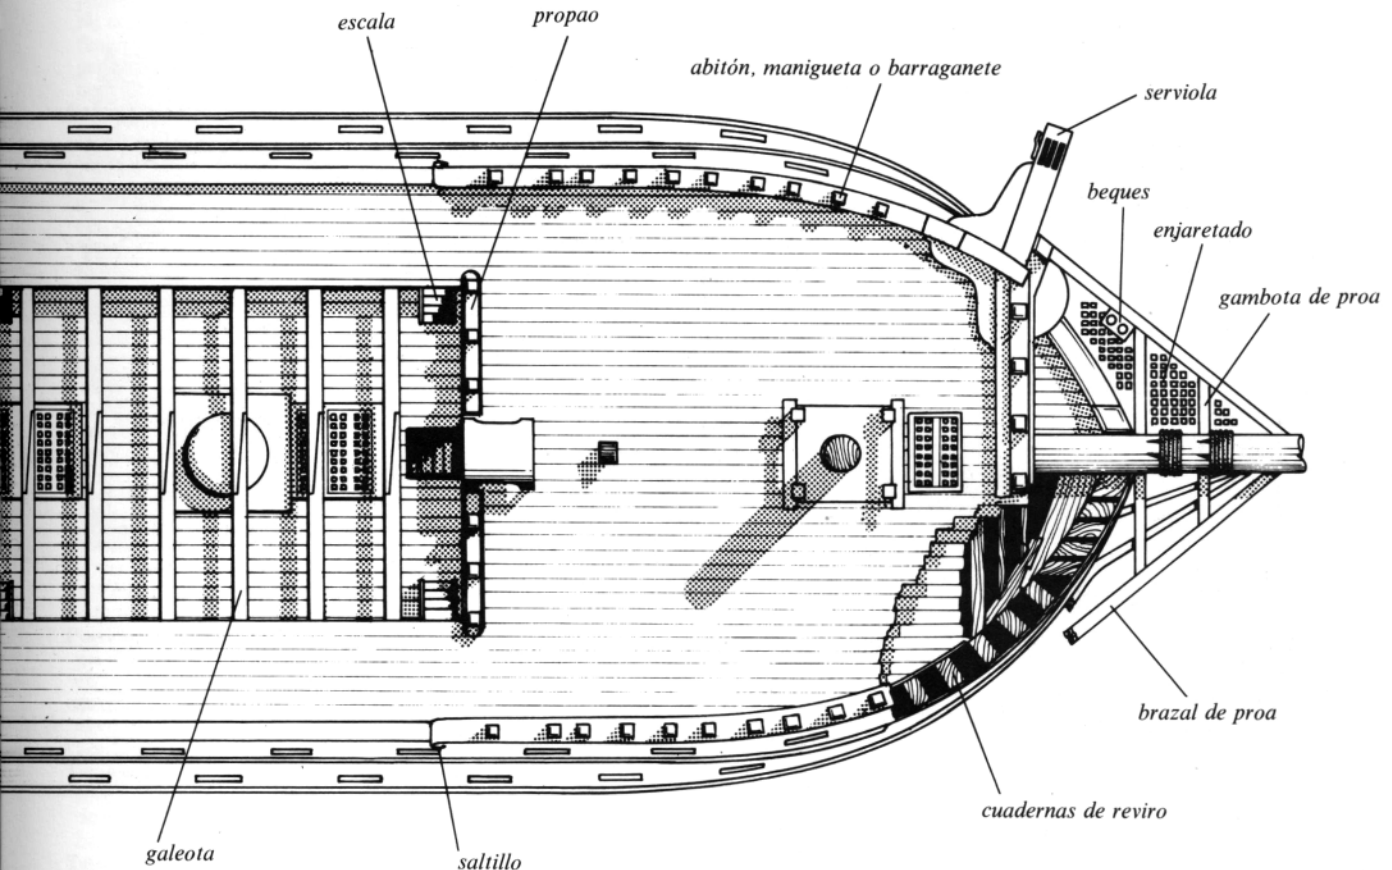 escala
propao
abitón, manigueta o barraganete
serviola
beques
enjaretado
gambota de proa
brazal de proa
cuadernas de reviro
galeota
saltillo